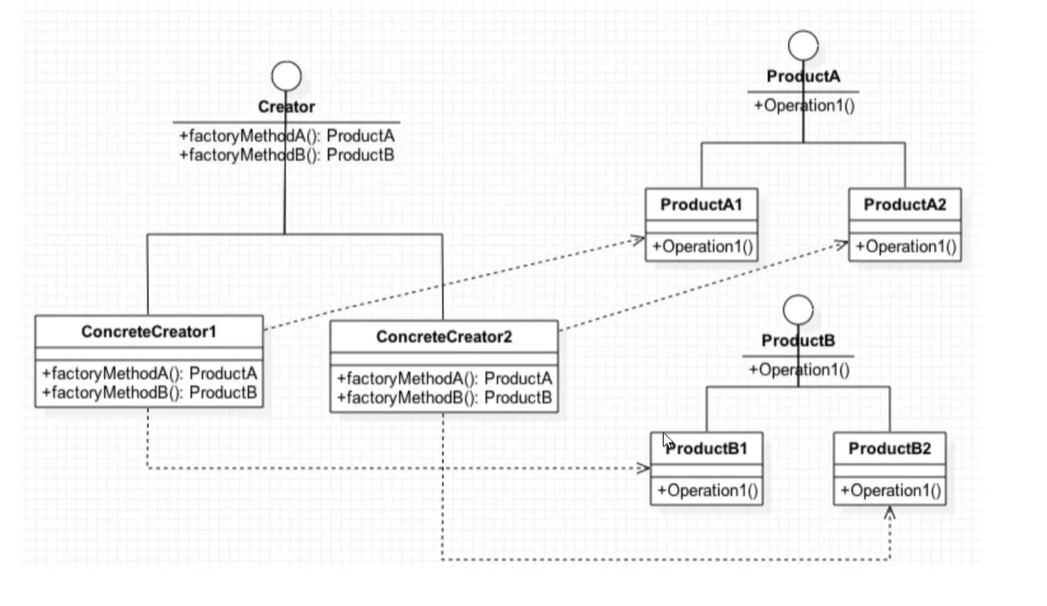 Creator
+factoryMethodA(): ProductA
+factoryMethodB(): ProductB
ProductA
+Operation1()
ProductA1
+Operation1()
ProductA2
+Operation1()
ConcreteCreator1
+factoryMethodA(): ProductA
+factoryMethodB(): ProductB
ConcreteCreator2
+factoryMethodA(): ProductA
+factoryMethodB(): ProductB
ProductB
+Operation1()
ProductB1
+Operation1()
ProductB2
+Operation1()